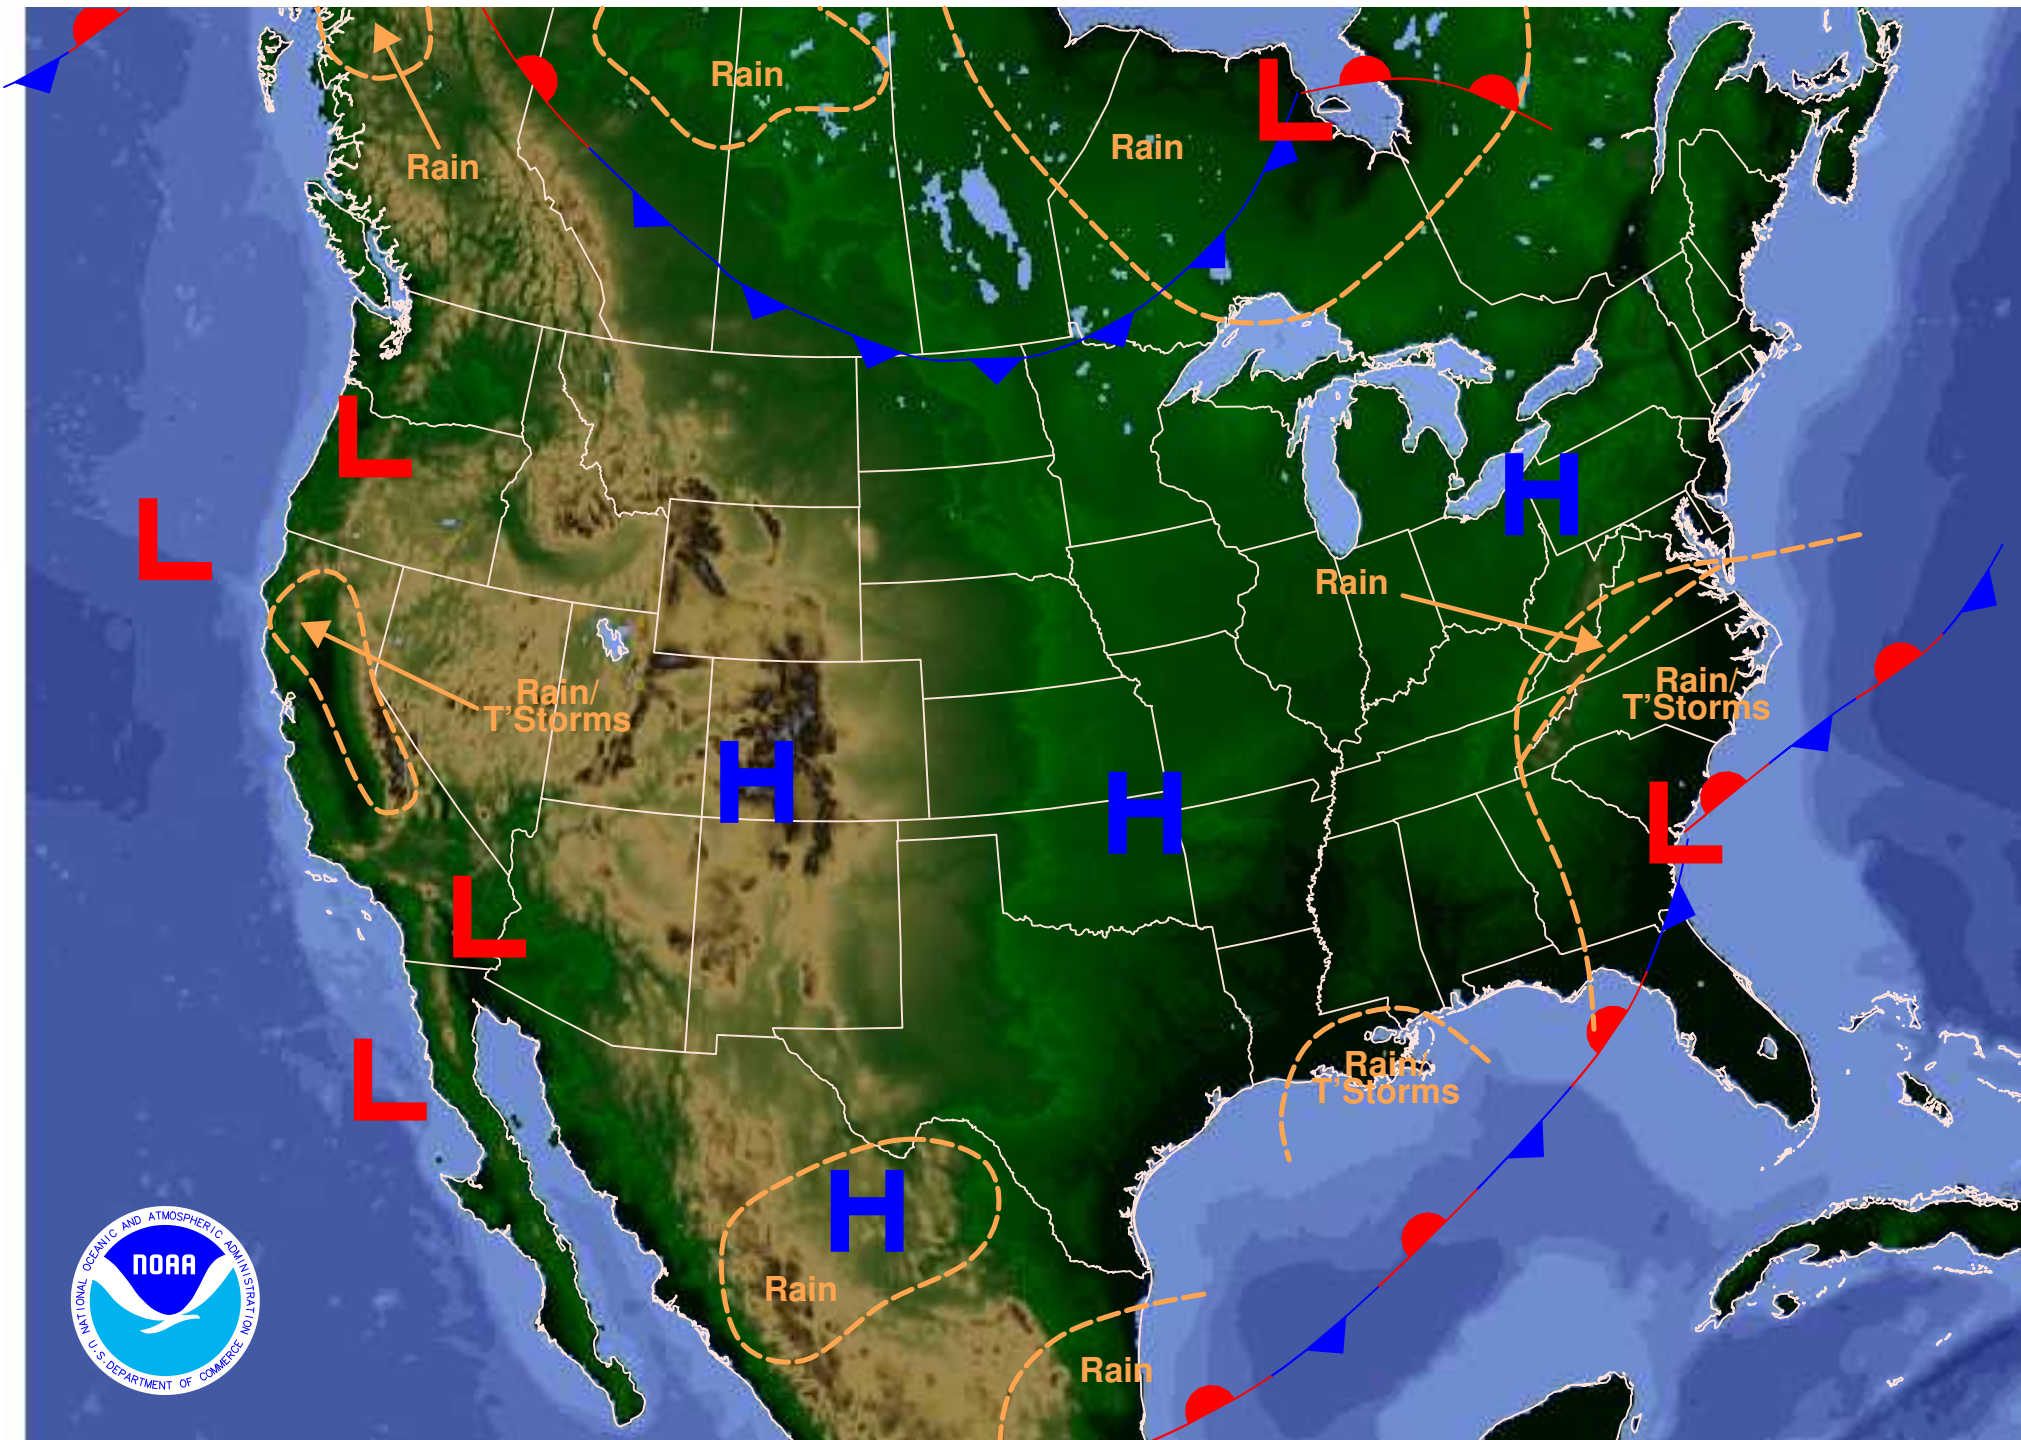 Rain
L
Rain
Rain
L
H
L
Rain
Rain/
T'Storms
Rain/
T'Storms
H
H
L
L
L
Rain/
T'Storms
H
Rain
Rain
NATIONAL OCEANIC AND ATMOSPHERIC ADMINISTRATION
NOAA
U.S. DEPARTMENT OF COMMERCE